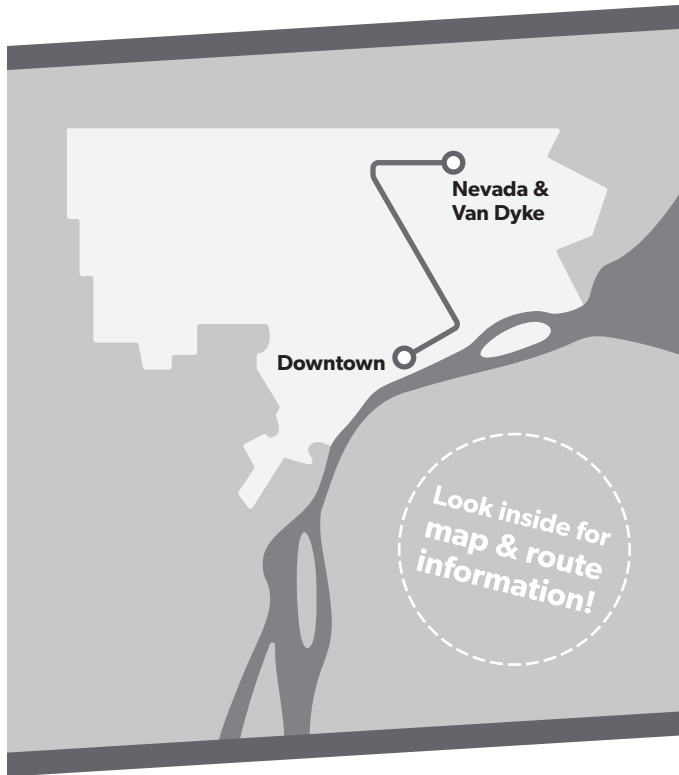 Nevada &
Van Dyke
Downtown
Look inside for
map & route
information!